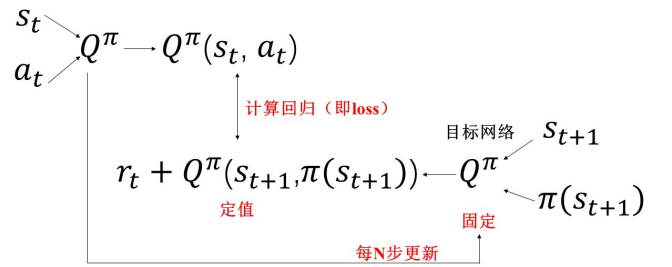 s_t
a_t
Q^π
Q^π(s_t, a_t)
计算回归（即loss）
目标网络
s_{t+1}
r_t + Q^π(s_{t+1},π(s_{t+1}))
Q^π
π(s_{t+1})
定值
固定
每N步更新